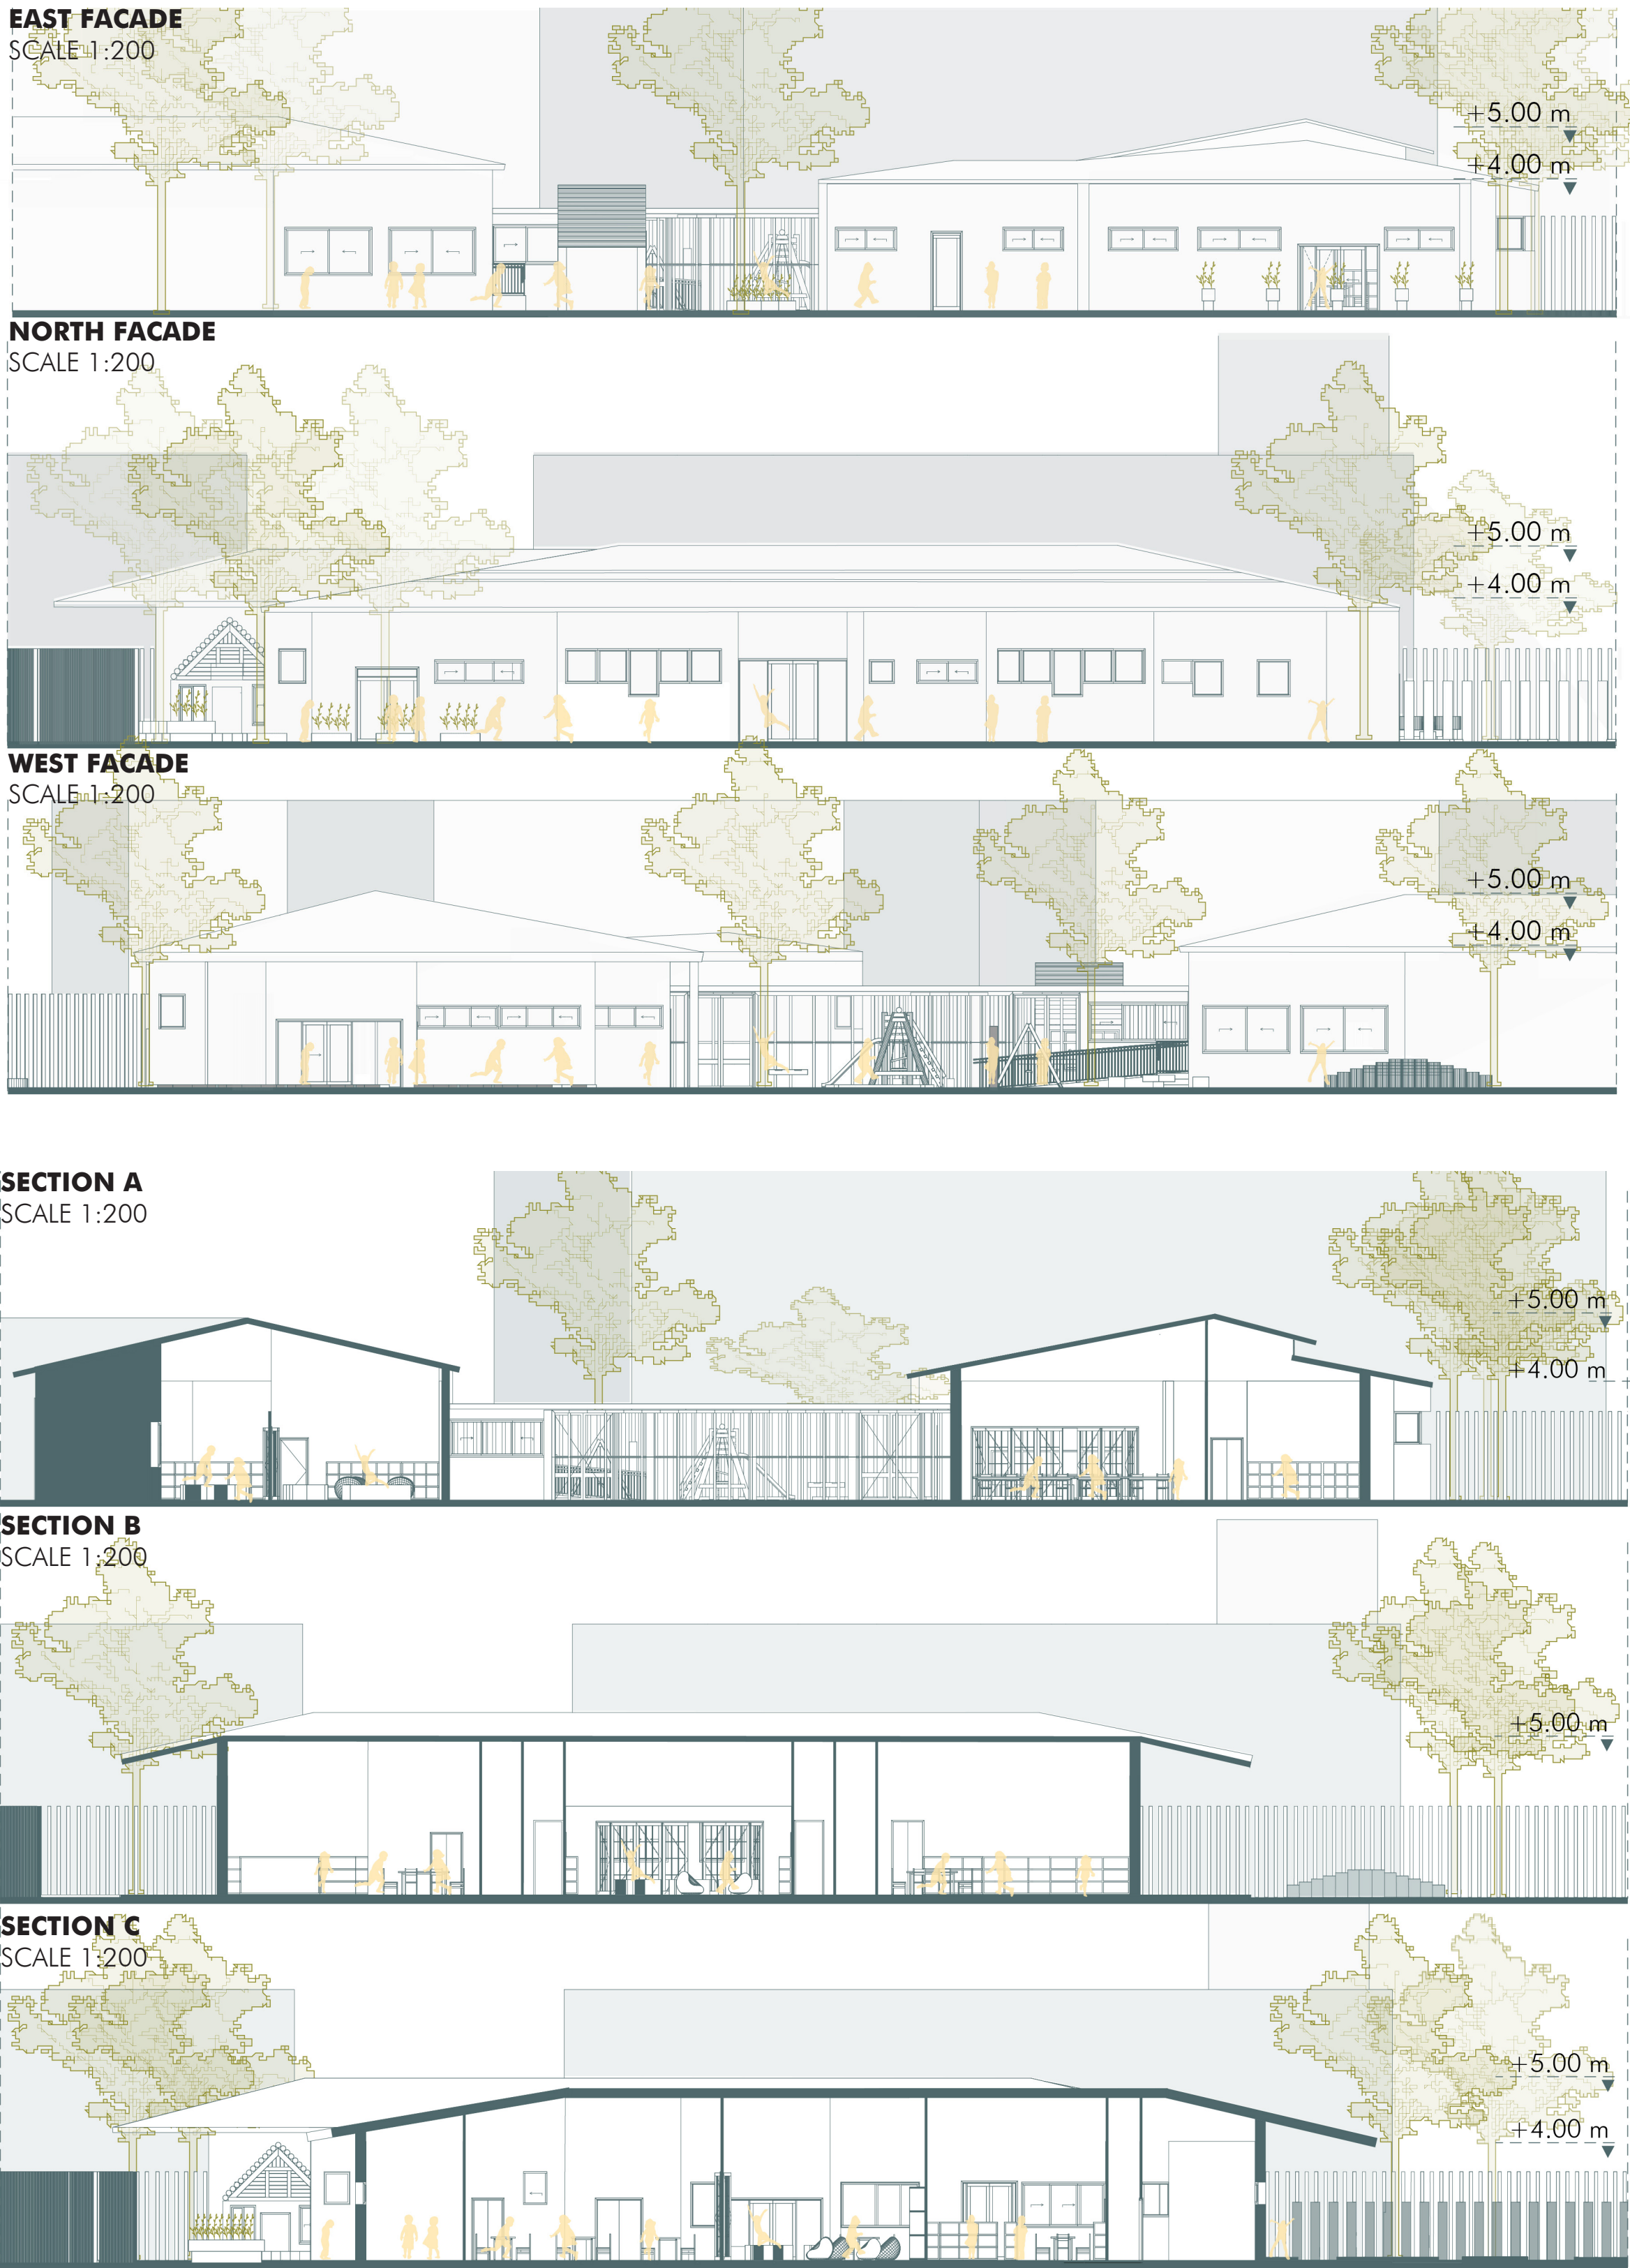 EAST FACADE
SCALE 1:200
+5.00 m
+4.00 m
NORTH FACADE
SCALE 1:200
+5.00 m
+4.00 m
WEST FACADE
SCALE 1:200
+5.00 m
+4.00 m
SECTION A
SCALE 1:200
+5.00 m
+4.00 m
SECTION B
SCALE 1:200
+5.00 m
SECTION C
SCALE 1:200
+5.00 m
+4.00 m